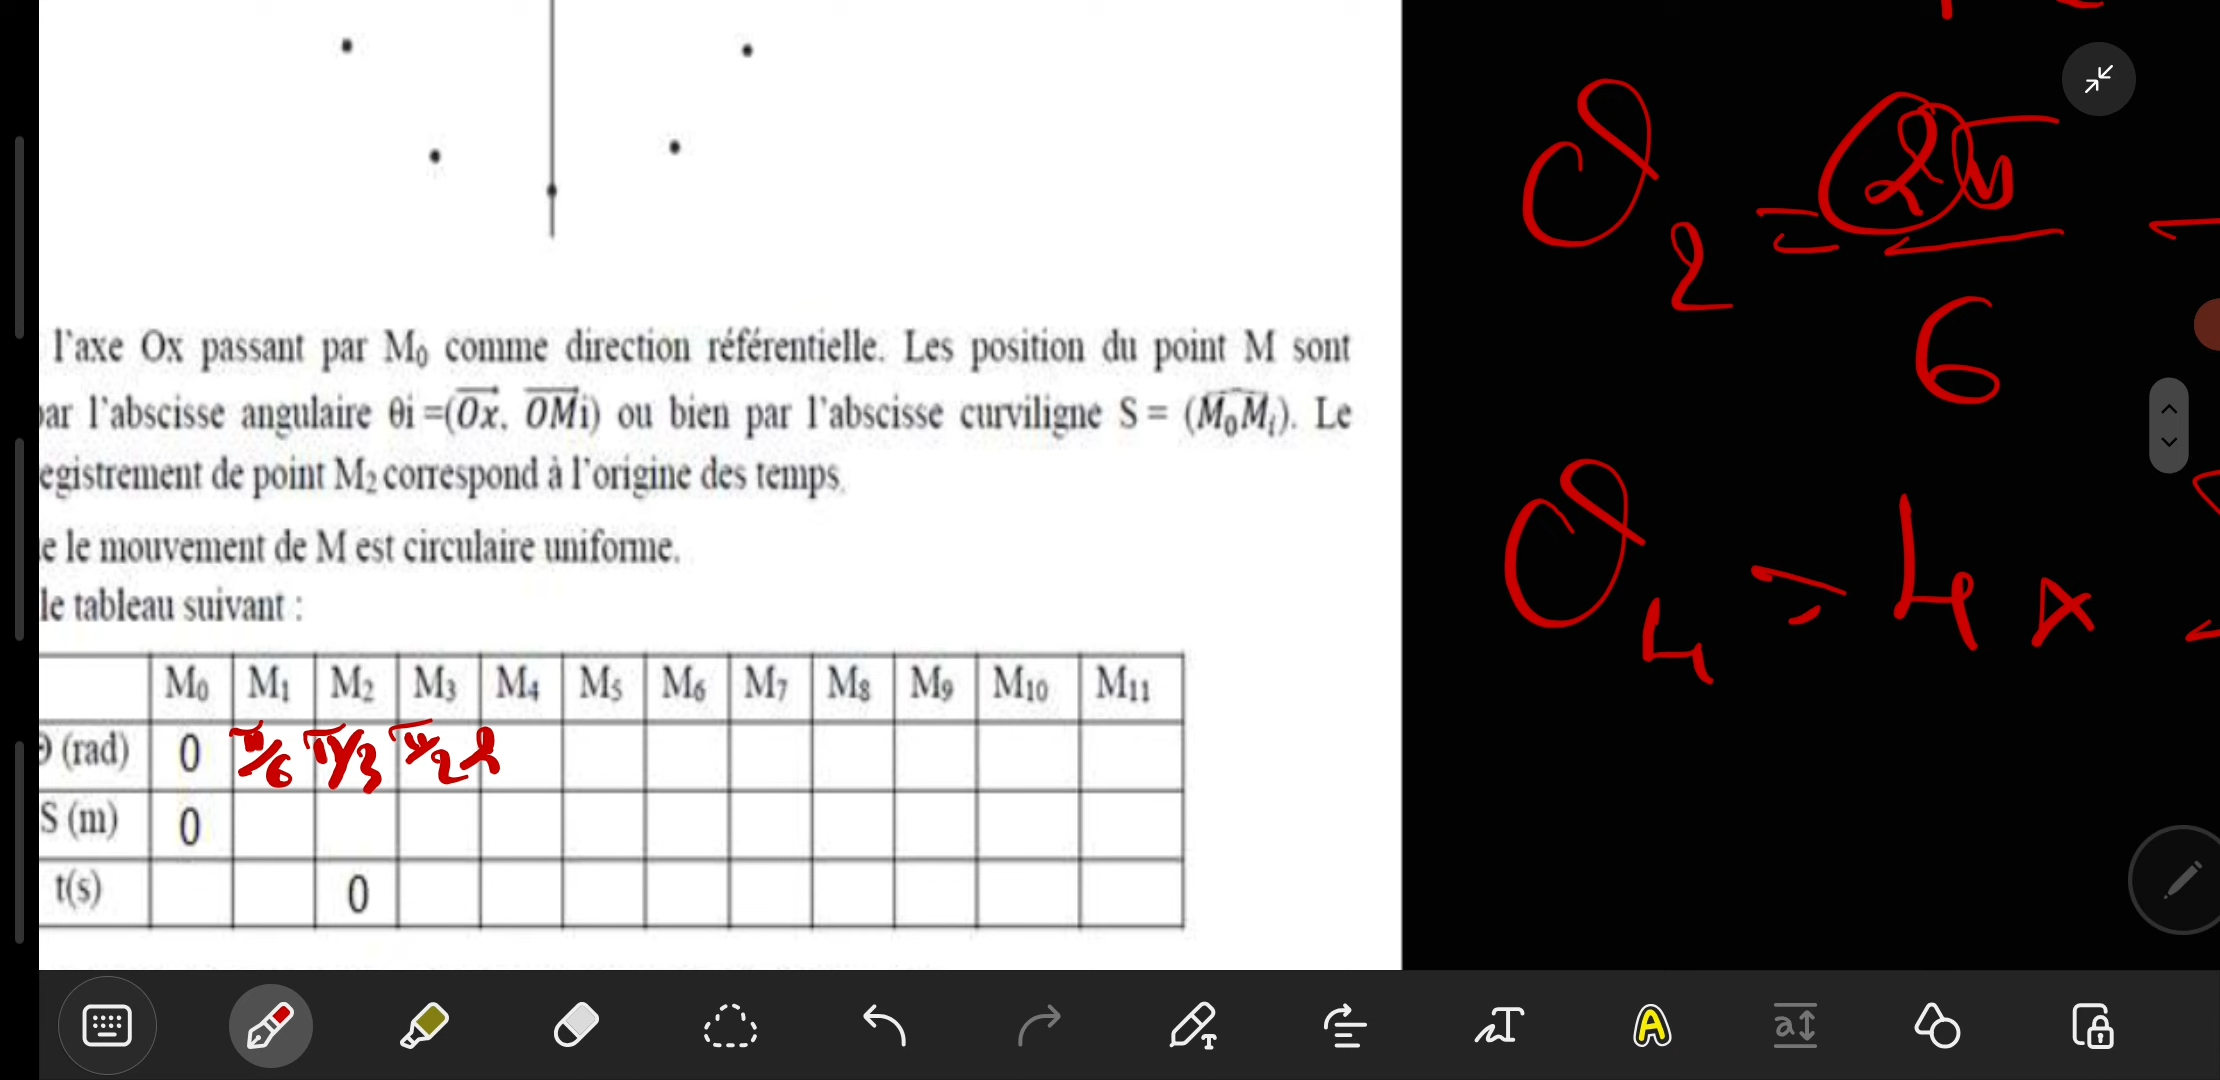 l'axe Ox passant par M₀ comme direction référentielle. Les position du point M sont
par l'abscisse angulaire θi =(Ox, OMi) ou bien par l'abscisse curviligne S = (M₀Mᵢ). Le
egistrement de point M₂ correspond à l'origine des temps.
e le mouvement de M est circulaire uniforme.
le tableau suivant :
M₀ M₁ M₂ M₃ M₄ M₅ M₆ M₇ M₈ M₉ M₁₀ M₁₁
θ (rad) 0 π/6 π/3 π/2 2
S (m) 0
t(s) 0
θ₂ = 2π/6
θ₄ = 4 x